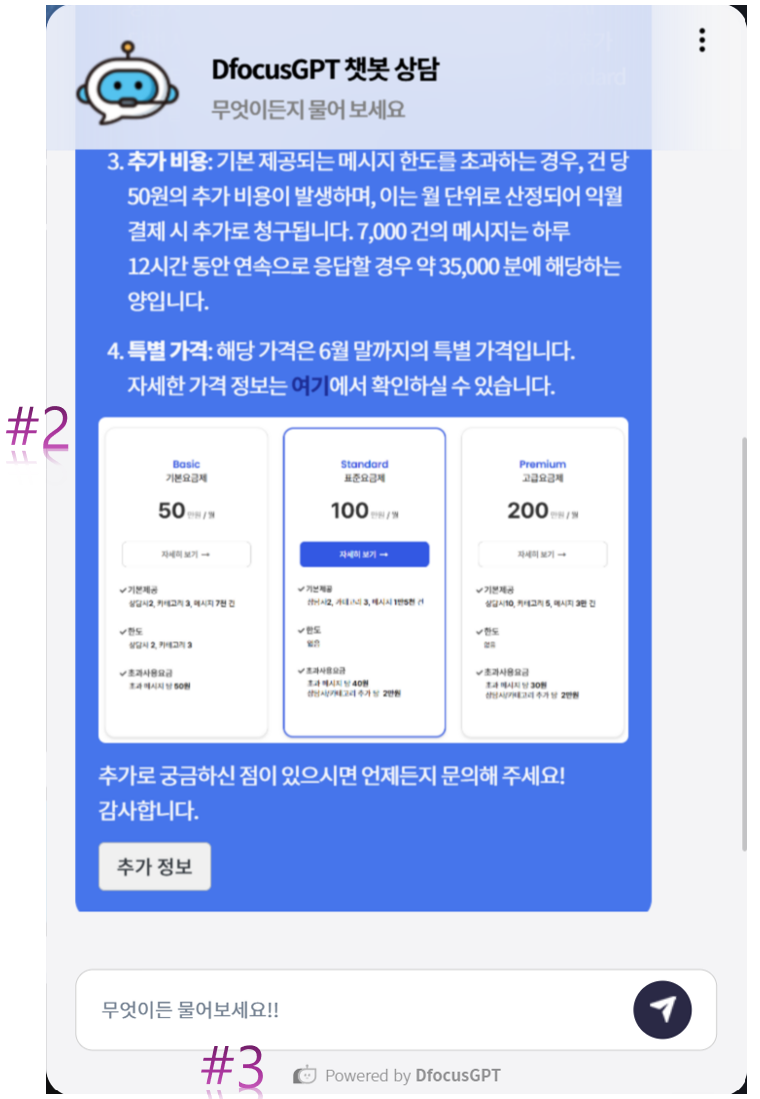 DfocusGPT 챗봇 상담
무엇이든지 물어 보세요
3. 추가 비용: 기본 제공되는 메시지 한도를 초과하는 경우, 건 당
50원의 추가 비용이 발생하며, 이는 월 단위로 산정되어 익월
결제 시 추가로 청구됩니다. 7,000 건의 메시지는 하루
12시간 동안 연속으로 응답할 경우 약 35,000 분에 해당하는
양입니다.
4. 특별 가격: 해당 가격은 6월 말까지의 특별 가격입니다.
자세한 가격 정보는 여기에서 확인하실 수 있습니다.
#2
Basic
기본요금제
50 만원 / 월
자세히 보기 →
✓기본제공
상담사2, 카테고리 3, 메시지 7천 건
✓한도
상담사 2, 카테고리 3
✓초과사용요금
초과 메시지 당 50원
Standard
표준요금제
100 만원 / 월
자세히 보기 →
✓기본제공
상담사2, 카테고리 3, 메시지 1만5천 건
✓한도
없음
✓초과사용요금
초과 메시지 당 40원
상담사/카테고리 추가 당 2만원
Premium
고급요금제
200 만원 / 월
자세히 보기 →
✓기본제공
상담사10, 카테고리 5, 메시지 3만 건
✓한도
없음
✓초과사용요금
초과 메시지 당 30원
상담사/카테고리 추가 당 2만원
추가로 궁금하신 점이 있으시면 언제든지 문의해 주세요!
감사합니다.
추가 정보
무엇이든 물어보세요!!
#3
Powered by DfocusGPT